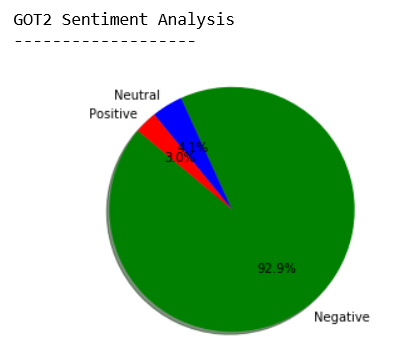 GOT2 Sentiment Analysis
-------------------
Neutral
Positive
4.1%
3.0%
92.9%
Negative